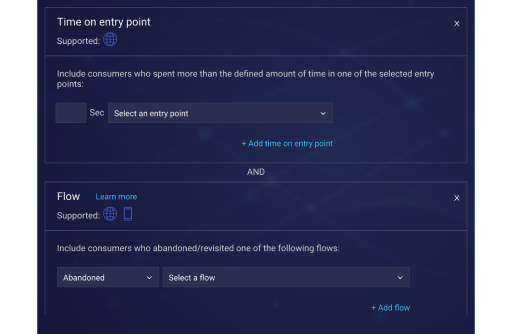 Time on entry point
x
Supported:
Include consumers who spent more than the defined amount of time in one of the selected entry
points:
Sec Select an entry point
+ Add time on entry point
AND
Flow Learn more
x
Supported:
Include consumers who abandoned/revisited one of the following flows:
Abandoned Select a flow
+ Add flow